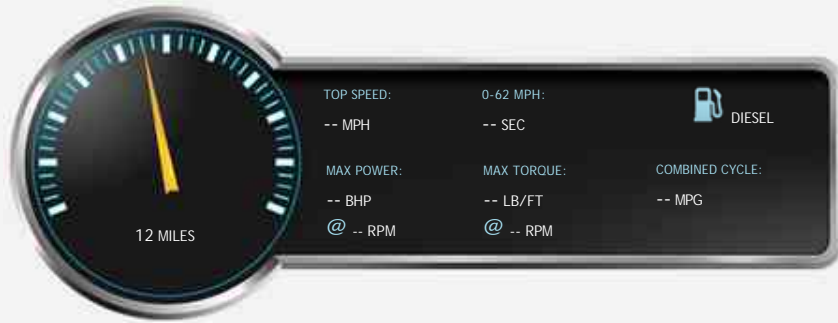 TOP SPEED:
-- MPH
0-62 MPH:
-- SEC
DIESEL
MAX POWER:
-- BHP
@ -- RPM
MAX TORQUE:
-- LB/FT
@ -- RPM
COMBINED CYCLE:
-- MPG
12 MILES